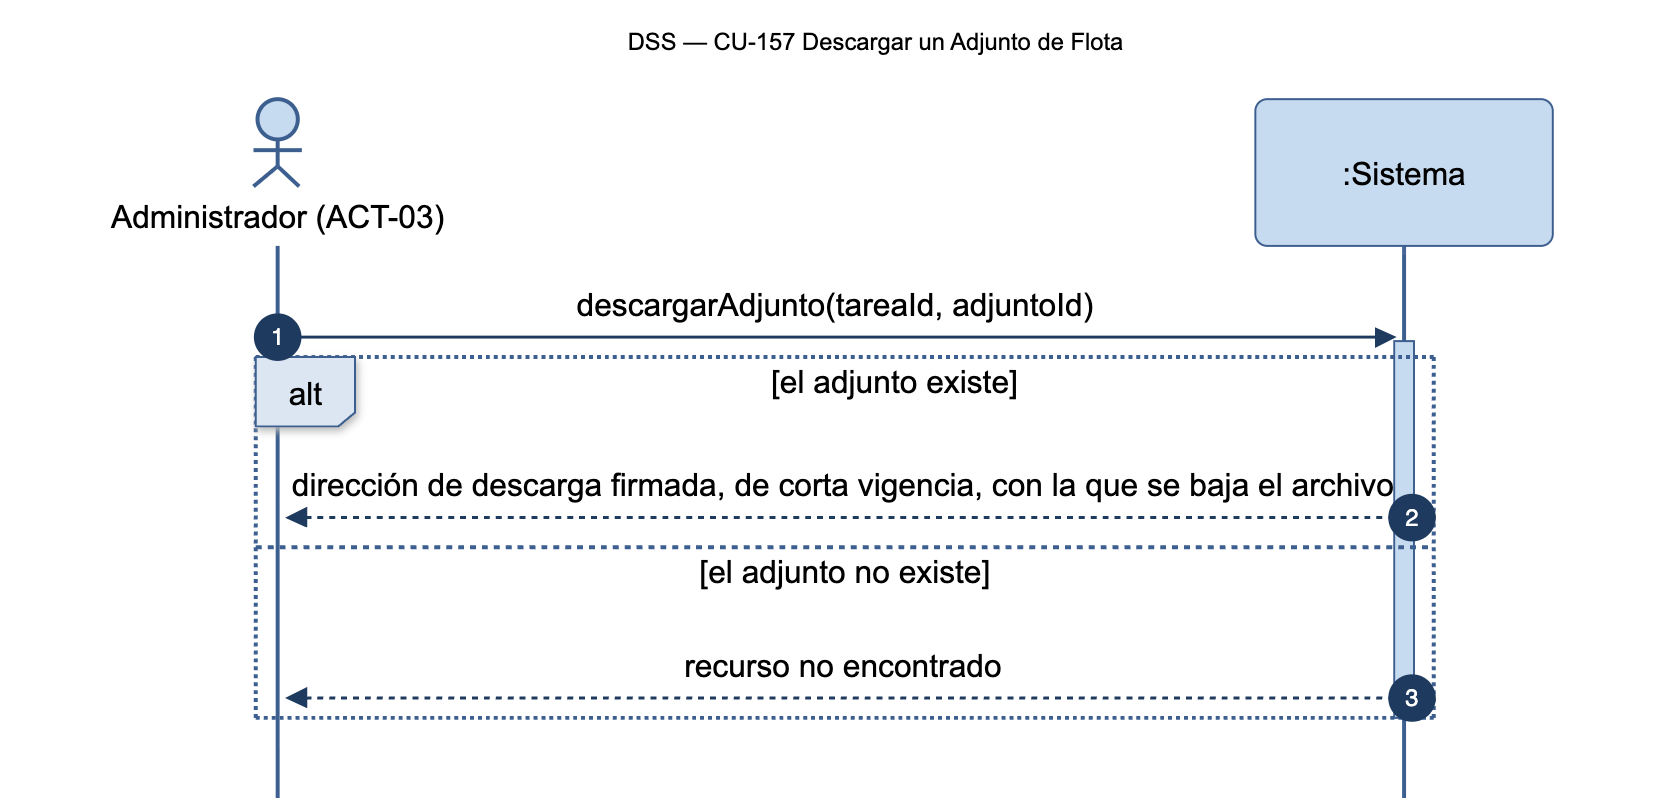 DSS — CU-157 Descargar un Adjunto de Flota
Administrador (ACT-03)
:Sistema
descargarAdjunto(tareaId, adjuntoId)
1
alt
[el adjunto existe]
dirección de descarga firmada, de corta vigencia, con la que se baja el archivo
2
[el adjunto no existe]
recurso no encontrado
3